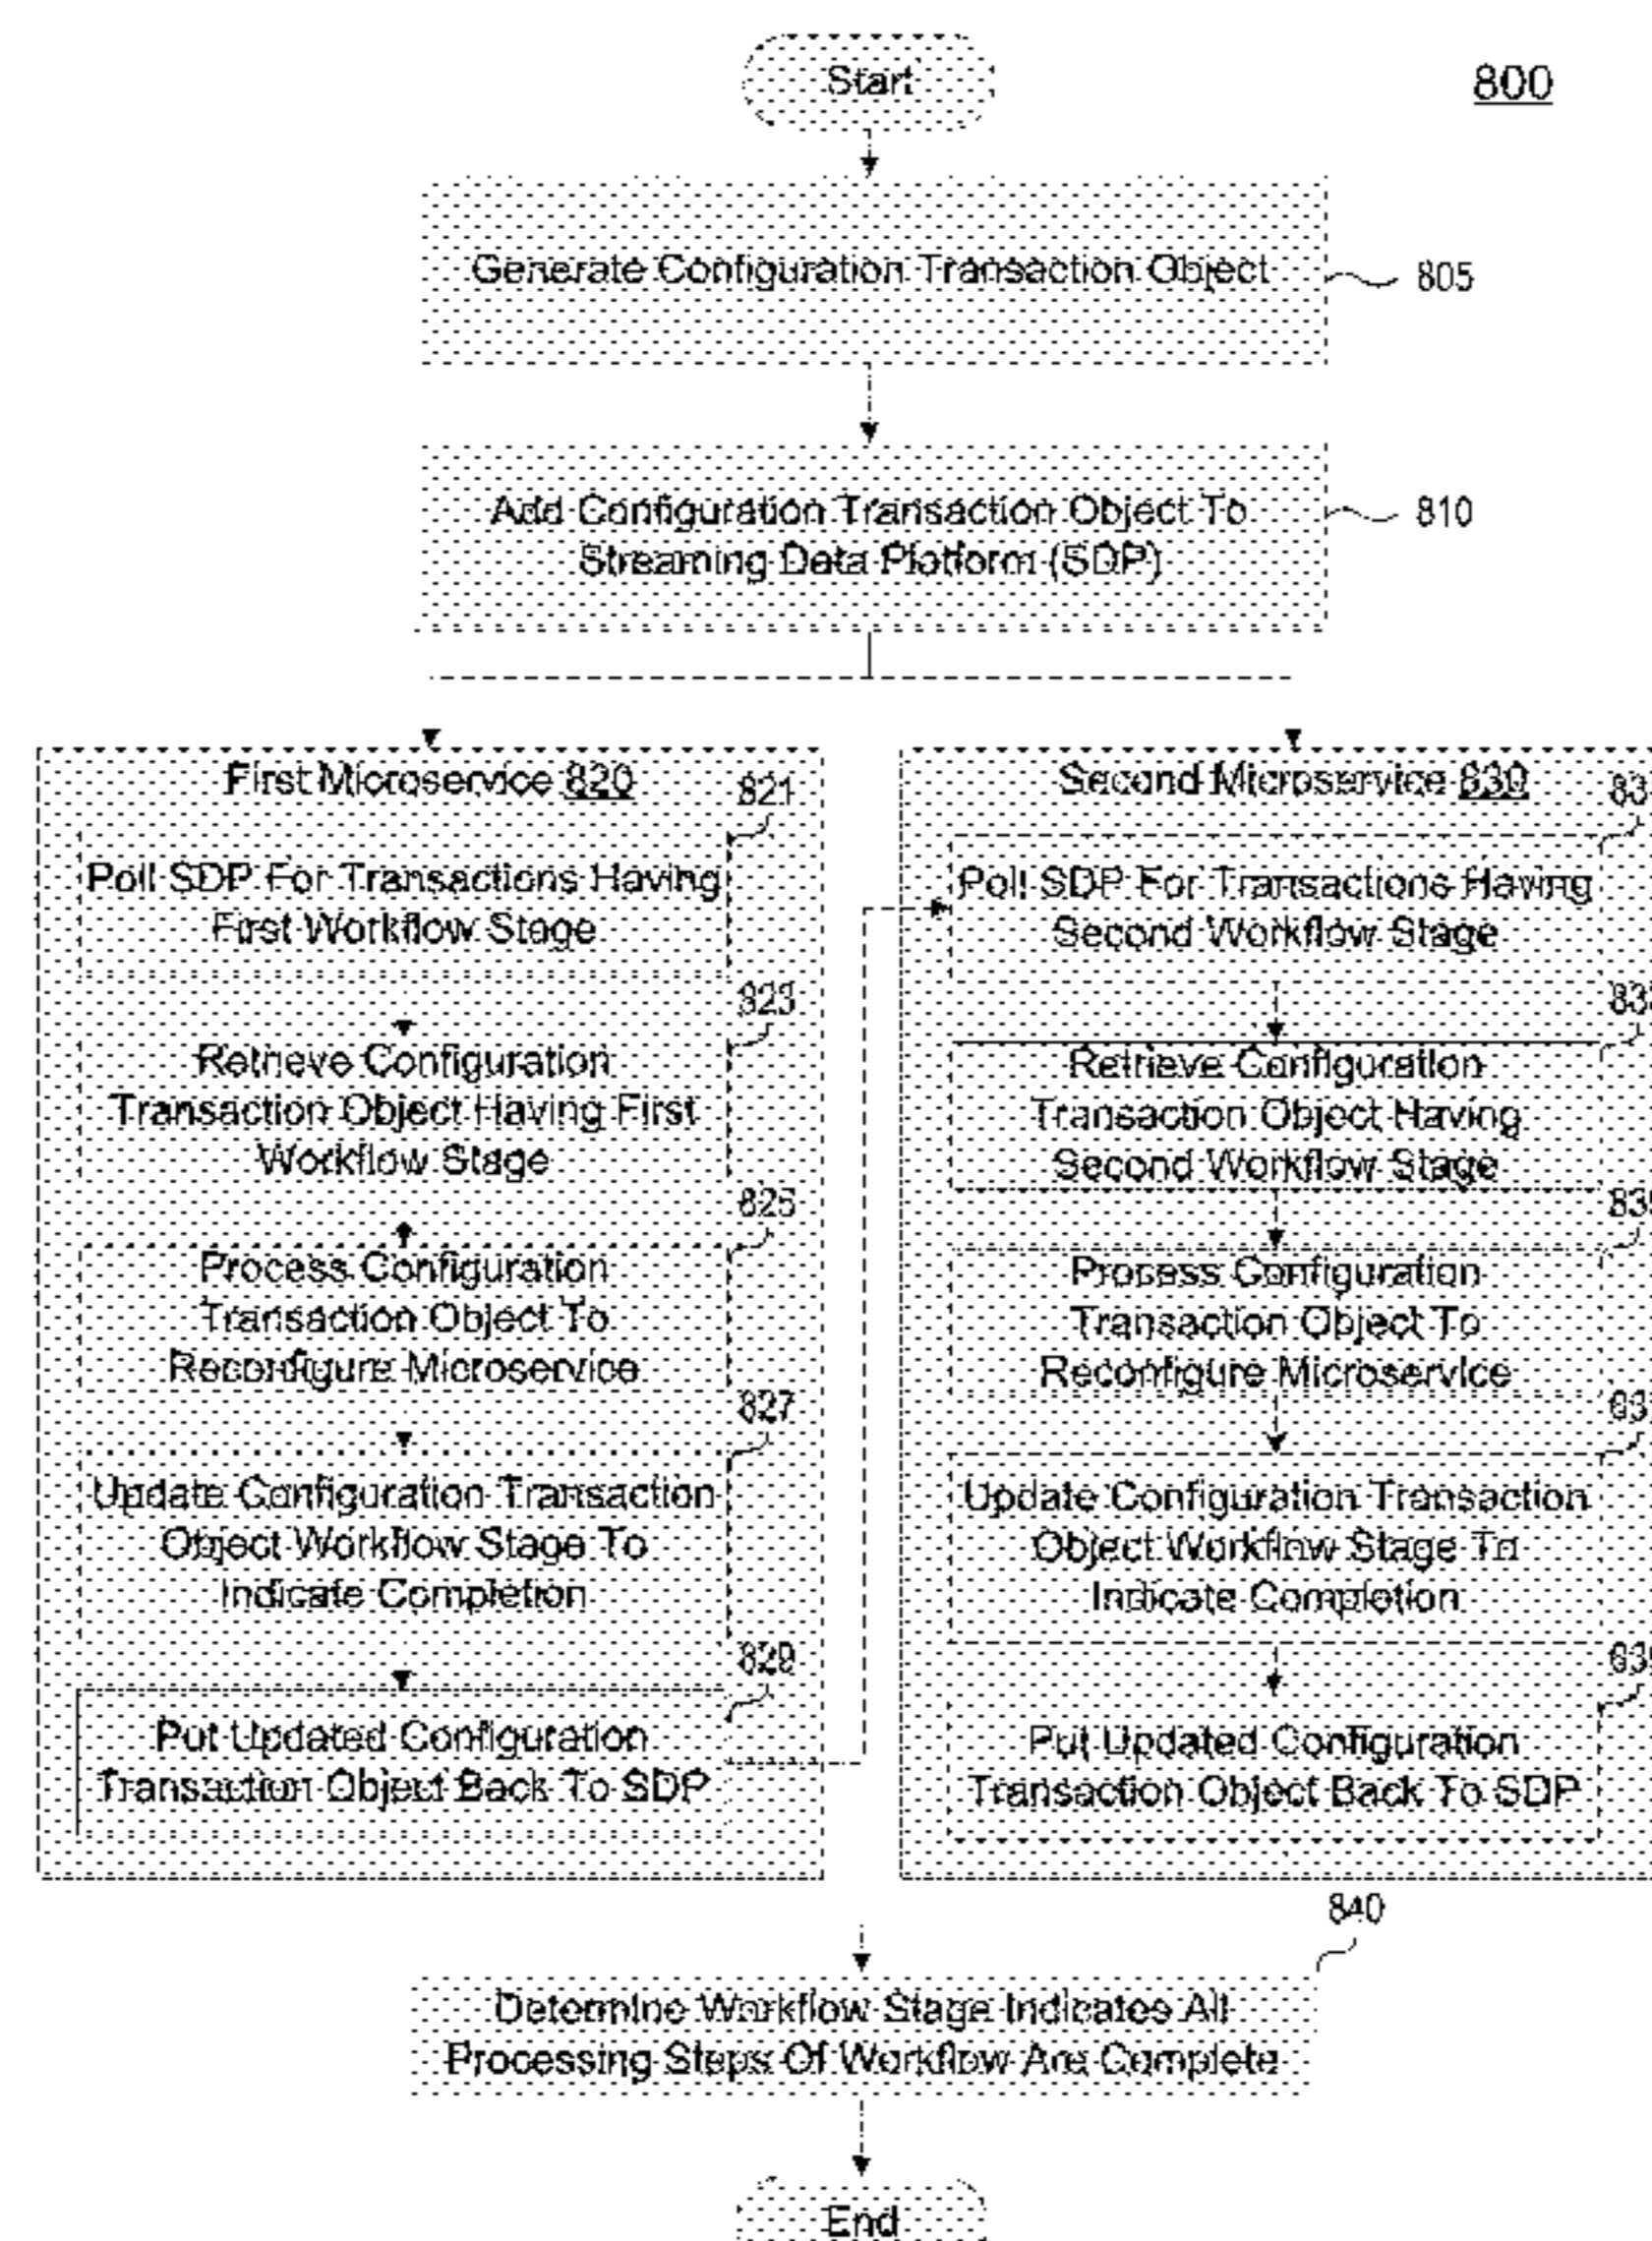 Start
800
Generate Configuration Transaction Object
805
Add Configuration Transaction Object To
Streaming Data Platform (SDP)
810
First Microservice 820
821
Poll SDP For Transactions Having
First Workflow Stage
823
Retrieve Configuration
Transaction Object Having First
Workflow Stage
825
Process Configuration
Transaction Object To
Reconfigure Microservice
827
Update Configuration Transaction
Object Workflow Stage To
Indicate Completion
829
Put Updated Configuration
Transaction Object Back To SDP
Second Microservice 830
Poll SDP For Transactions Having
Second Workflow Stage
Retrieve Configuration
Transaction Object Having
Second Workflow Stage
Process Configuration
Transaction Object To
Reconfigure Microservice
Update Configuration Transaction
Object Workflow Stage To
Indicate Completion
Put Updated Configuration
Transaction Object Back To SDP
840
Determine Workflow Stage Indicates All
Processing Steps Of Workflow Are Complete
End